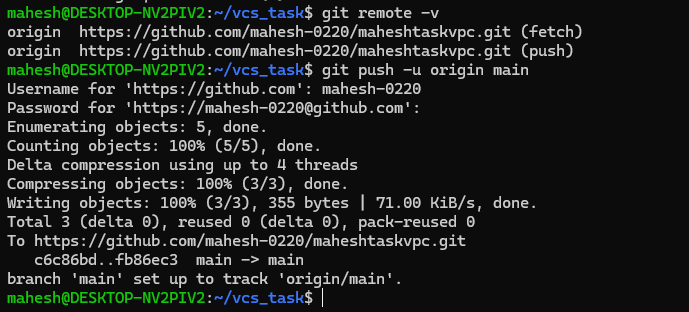 mahesh@DESKTOP-NV2PIV2:~/vcs_task$ git remote -v
origin  https://github.com/mahesh-0220/maheshtaskvpc.git (fetch)
origin  https://github.com/mahesh-0220/maheshtaskvpc.git (push)
mahesh@DESKTOP-NV2PIV2:~/vcs_task$ git push -u origin main
Username for 'https://github.com': mahesh-0220
Password for 'https://mahesh-0220@github.com':
Enumerating objects: 5, done.
Counting objects: 100% (5/5), done.
Delta compression using up to 4 threads
Compressing objects: 100% (3/3), done.
Writing objects: 100% (3/3), 355 bytes | 71.00 KiB/s, done.
Total 3 (delta 0), reused 0 (delta 0), pack-reused 0
To https://github.com/mahesh-0220/maheshtaskvpc.git
   c6c86bd..fb86ec3  main -> main
branch 'main' set up to track 'origin/main'.
mahesh@DESKTOP-NV2PIV2:~/vcs_task$